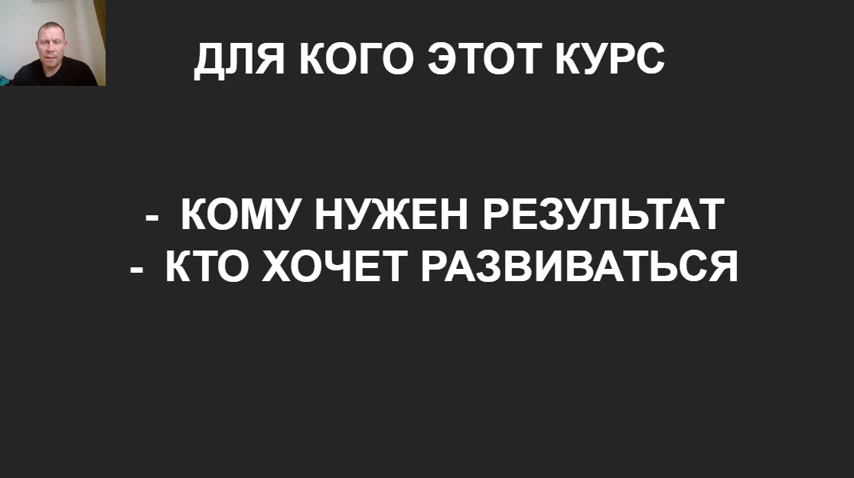 ДЛЯ КОГО ЭТОТ КУРС
- КОМУ НУЖЕН РЕЗУЛЬТАТ
- КТО ХОЧЕТ РАЗВИВАТЬСЯ